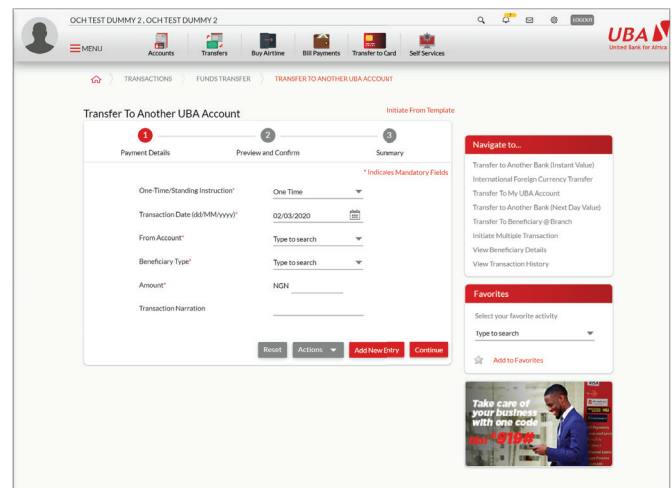 OCH TEST DUMMY 2 , OCH TEST DUMMY 2
LOGOUT
UBA
United Bank for Africa
MENU
Accounts
Transfers
Buy Airtime
Bill Payments
Transfer to Card
Self Services
TRANSACTIONS
FUNDS TRANSFER
TRANSFER TO ANOTHER UBA ACCOUNT
Transfer To Another UBA Account
Initiate From Template
1
2
3
Payment Details
Preview and Confirm
Summary
* Indicales Mandatory Fields
One-Time/Standing Instruction*
One Time
Transaction Date (dd/MM/yyyy)*
02/03/2020
From Account*
Type to search
Beneficiary Type*
Type to search
Amount*
NGN
Transaction Narration
Reset
Actions
Add New Entry
Continue
Navigate to...
Transfer to Another Bank (Instant Value)
International Foreign Currency Transfer
Transfer To My UBA Account
Transfer to Another Bank (Next Day Value)
Transfer To Beneficiary @ Branch
Initiate Multiple Transaction
View Beneficiary Details
View Transaction History
Favorites
Select your favorite activity
Type to search
Add to Favorites
Take care of
your business
with one code
*919#
VISA